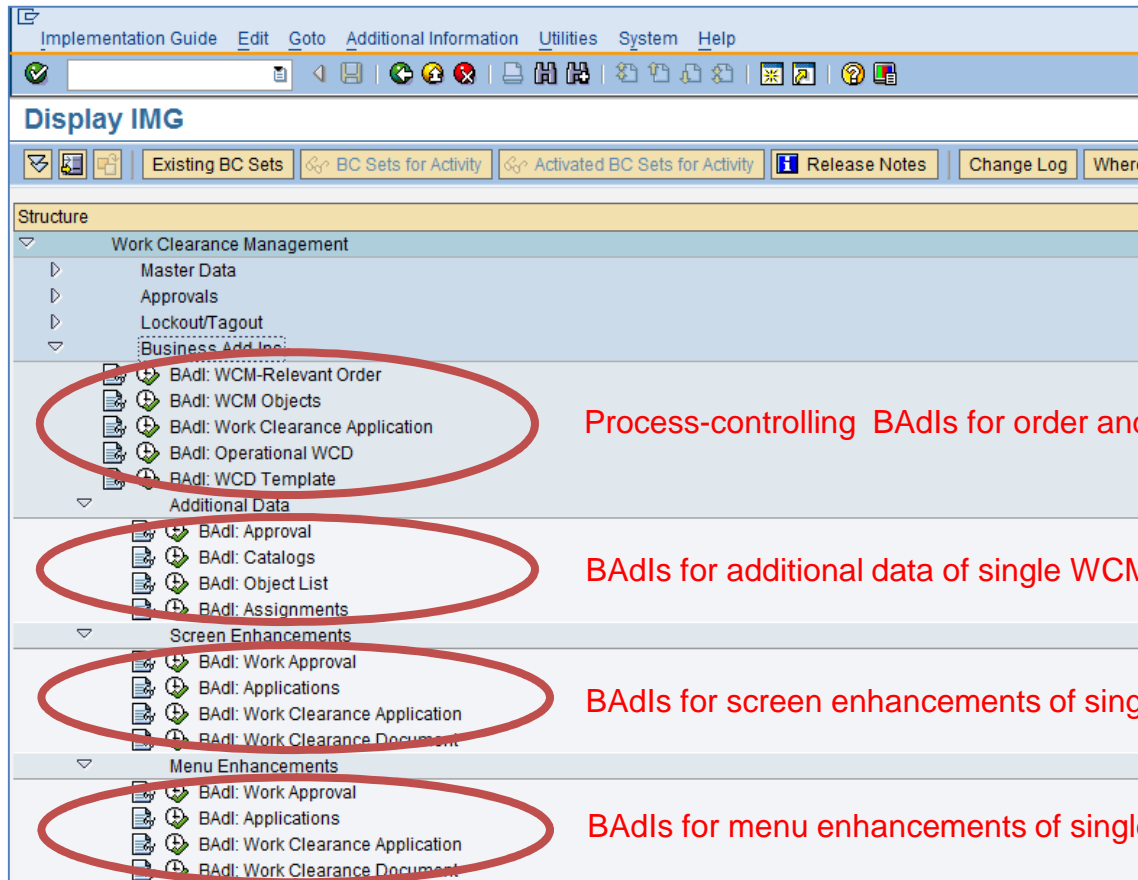 Implementation Guide Edit Goto Additional Information Utilities System Help
Display IMG
Existing BC Sets BC Sets for Activity Activated BC Sets for Activity Release Notes Change Log Where
Structure
Work Clearance Management
Master Data
Approvals
Lockout/Tagout
Business Add-Ins
BAdI: WCM-Relevant Order
BAdI: WCM Objects
BAdI: Work Clearance Application
Process-controlling BAdIs for order and
BAdI: Operational WCD
BAdI: WCD Template
Additional Data
BAdI: Approval
BAdI: Catalogs
BAdIs for additional data of single WCM
BAdI: Object List
BAdI: Assignments
Screen Enhancements
BAdI: Work Approval
BAdI: Applications
BAdIs for screen enhancements of sing
BAdI: Work Clearance Application
BAdI: Work Clearance Document
Menu Enhancements
BAdI: Work Approval
BAdI: Applications
BAdIs for menu enhancements of singl
BAdI: Work Clearance Application
BAdI: Work Clearance Document